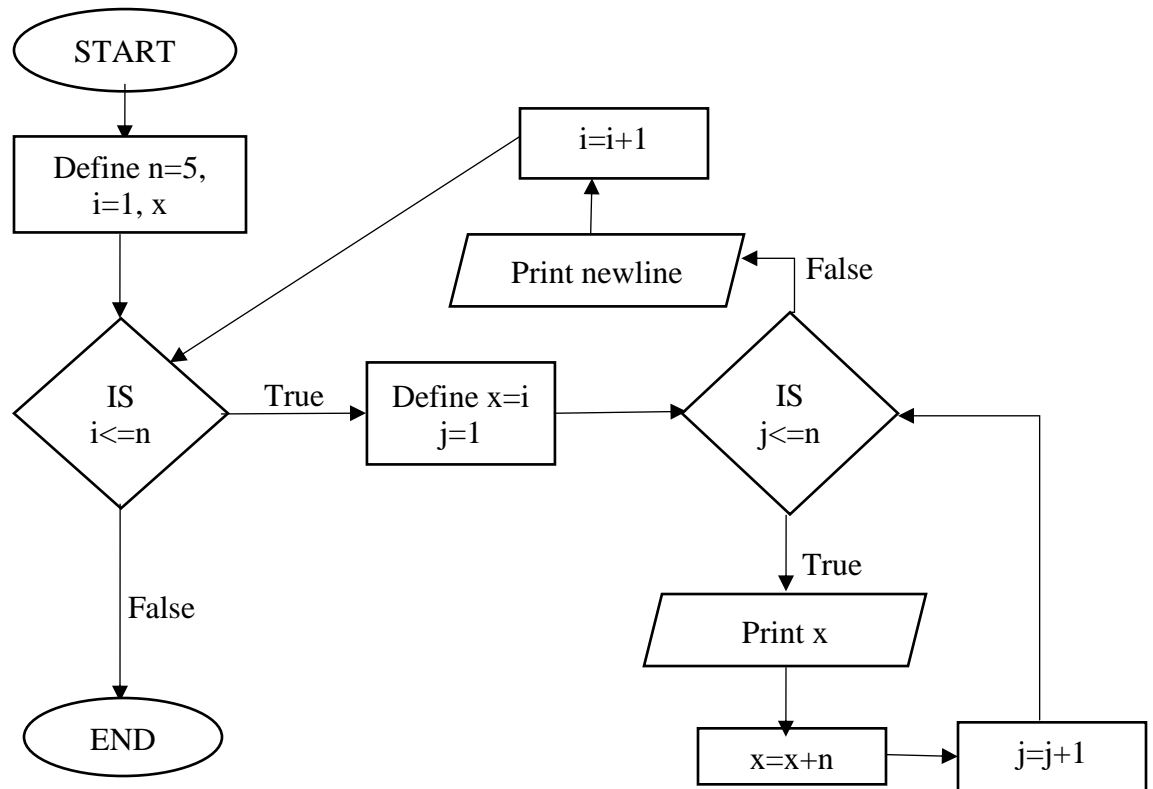 START
Define n=5,
i=1, x
i=i+1
Print newline
False
IS
i<=n
True
Define x=i
j=1
IS
j<=n
True
Print x
x=x+n
j=j+1
False
END